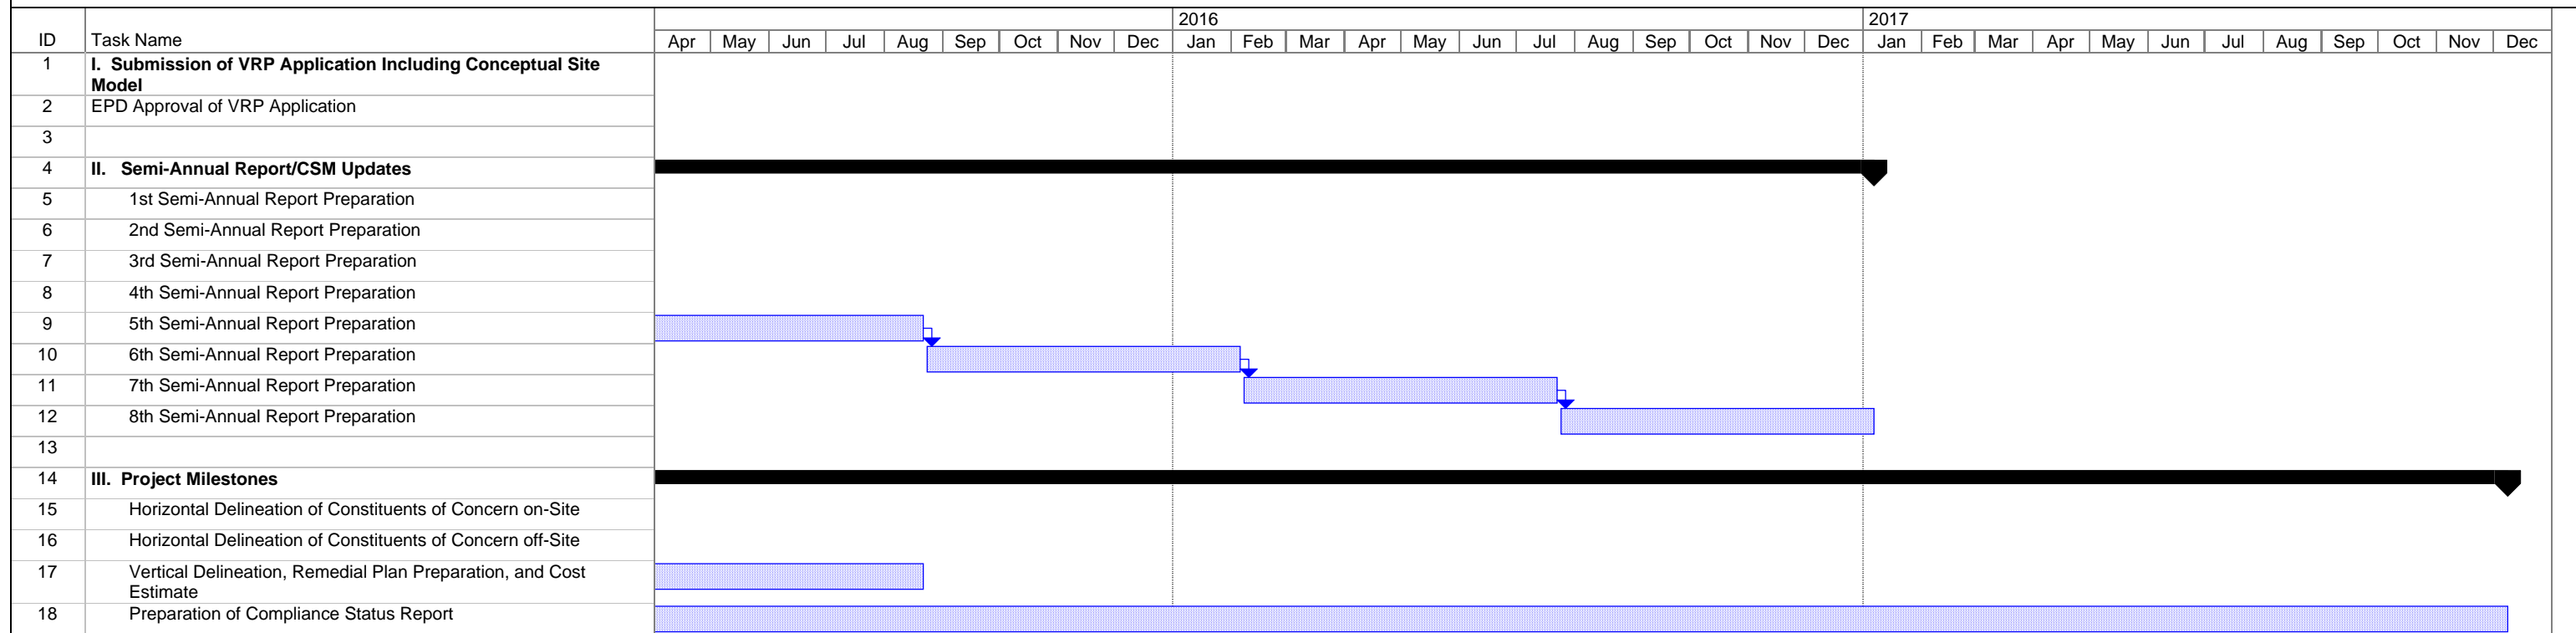 2016 2017
ID Task Name Apr May Jun Jul Aug Sep Oct Nov Dec Jan Feb Mar Apr May Jun Jul Aug Sep Oct Nov Dec Jan Feb Mar Apr May Jun Jul Aug Sep Oct Nov Dec
1 I. Submission of VRP Application Including Conceptual Site
Model
2 EPD Approval of VRP Application
3
4 II. Semi-Annual Report/CSM Updates
5 1st Semi-Annual Report Preparation
6 2nd Semi-Annual Report Preparation
7 3rd Semi-Annual Report Preparation
8 4th Semi-Annual Report Preparation
9 5th Semi-Annual Report Preparation
10 6th Semi-Annual Report Preparation
11 7th Semi-Annual Report Preparation
12 8th Semi-Annual Report Preparation
13
14 III. Project Milestones
15 Horizontal Delineation of Constituents of Concern on-Site
16 Horizontal Delineation of Constituents of Concern off-Site
17 Vertical Delineation, Remedial Plan Preparation, and Cost
Estimate
18 Preparation of Compliance Status Report